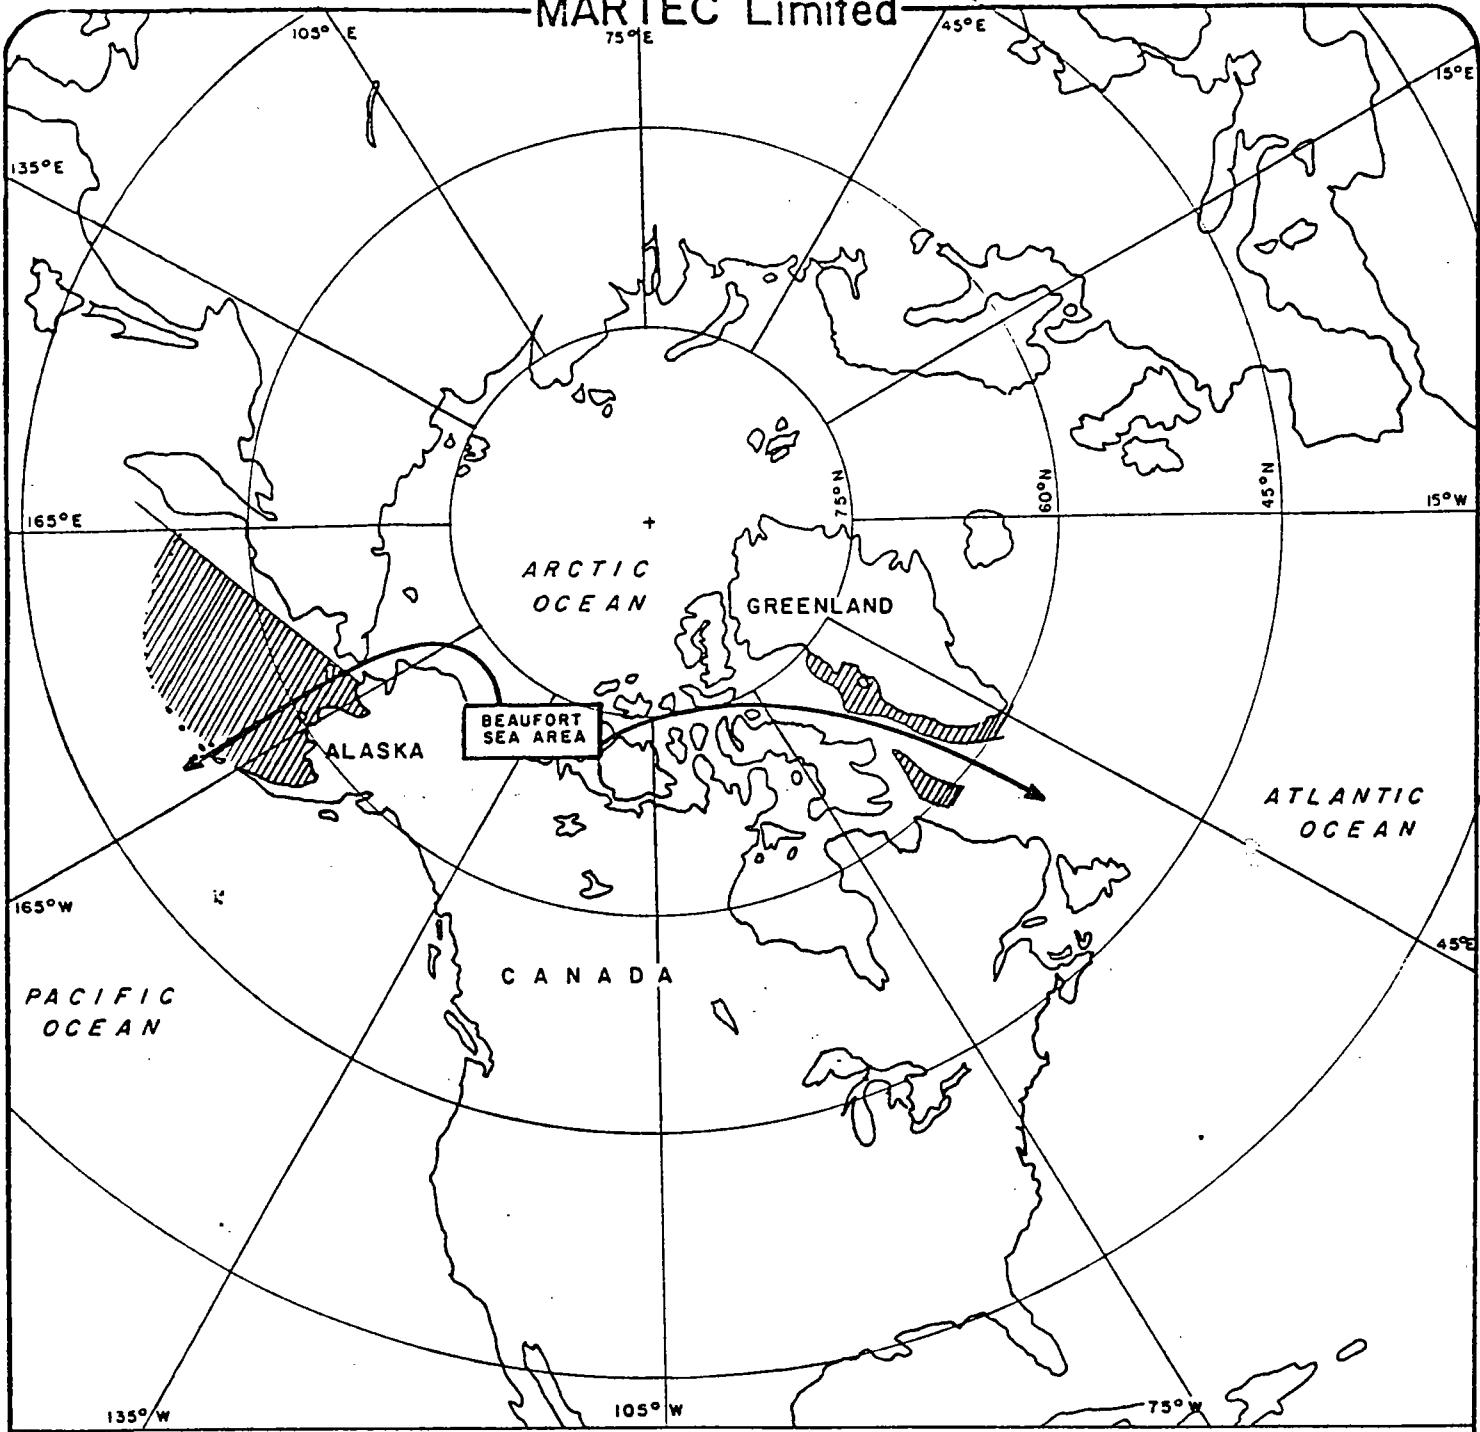 MARTEC Limited
105° E
75°E
45°E
15°E
135°E
75°N
60°N
45°N
165°E
15°W
ARCTIC
OCEAN
GREENLAND
BEAUFORT
SEA AREA
ALASKA
ATLANTIC
OCEAN
165°W
45°E
CANADA
PACIFIC
OCEAN
135°W
105°W
75°W